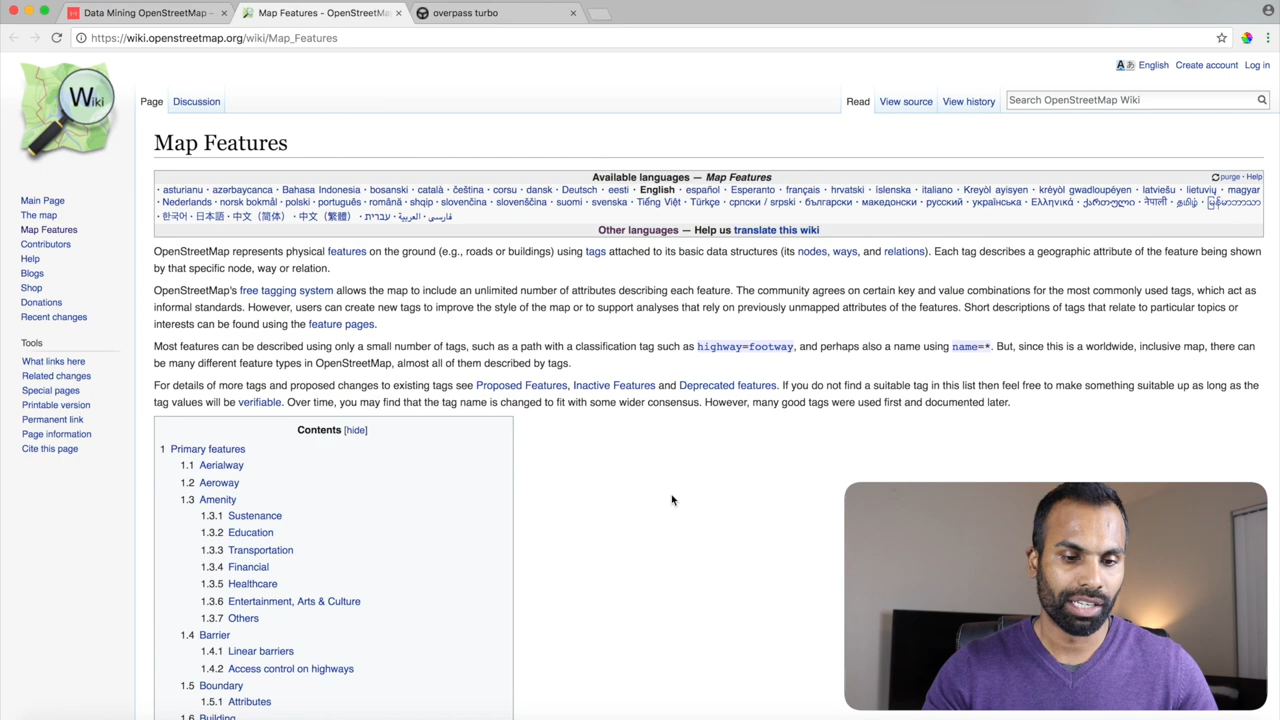 Data Mining OpenStreetMap -
Map Features - OpenStreetMa
overpass turbo
https://wiki.openstreetmap.org/wiki/Map_Features
English Create account Log in
Wiki
Page Discussion Read View source View history Search OpenStreetMap Wiki
Map Features
Available languages — Map Features
purge · Help
· asturianu · azərbaycanca · Bahasa Indonesia · bosanski · català · čeština · corsu · dansk · Deutsch · eesti · English · español · Esperanto · français · hrvatski · íslenska · italiano · Kreyòl ayisyen · kréyòl gwadloupéyen · latviešu · lietuvių · magyar
· Nederlands · norsk bokmål · polski · português · română · shqip · slovenčina · slovenščina · suomi · svenska · Tiếng Việt · Türkçe · српски / srpski · български · македонски · русский · українська · Ελληνικά · ქართული · नेपाली · தமிழ் · မြန်မာဘာသာ
· 한국어 · 日本語 · 中文（简体） · 中文（繁體） · עברית · العربية · فارسی
Other languages — Help us translate this wiki
OpenStreetMap represents physical features on the ground (e.g., roads or buildings) using tags attached to its basic data structures (its nodes, ways, and relations). Each tag describes a geographic attribute of the feature being shown
by that specific node, way or relation.
OpenStreetMap's free tagging system allows the map to include an unlimited number of attributes describing each feature. The community agrees on certain key and value combinations for the most commonly used tags, which act as
informal standards. However, users can create new tags to improve the style of the map or to support analyses that rely on previously unmapped attributes of the features. Short descriptions of tags that relate to particular topics or
interests can be found using the feature pages.
Most features can be described using only a small number of tags, such as a path with a classification tag such as highway=footway, and perhaps also a name using name=*. But, since this is a worldwide, inclusive map, there can
be many different feature types in OpenStreetMap, almost all of them described by tags.
For details of more tags and proposed changes to existing tags see Proposed Features, Inactive Features and Deprecated features. If you do not find a suitable tag in this list then feel free to make something suitable up as long as the
tag values will be verifiable. Over time, you may find that the tag name is changed to fit with some wider consensus. However, many good tags were used first and documented later.
Main Page
The map
Map Features
Contributors
Help
Blogs
Shop
Donations
Recent changes
Tools
What links here
Related changes
Special pages
Printable version
Permanent link
Page information
Cite this page
Contents [hide]
1 Primary features
1.1 Aerialway
1.2 Aeroway
1.3 Amenity
1.3.1 Sustenance
1.3.2 Education
1.3.3 Transportation
1.3.4 Financial
1.3.5 Healthcare
1.3.6 Entertainment, Arts & Culture
1.3.7 Others
1.4 Barrier
1.4.1 Linear barriers
1.4.2 Access control on highways
1.5 Boundary
1.5.1 Attributes
1.6 Building